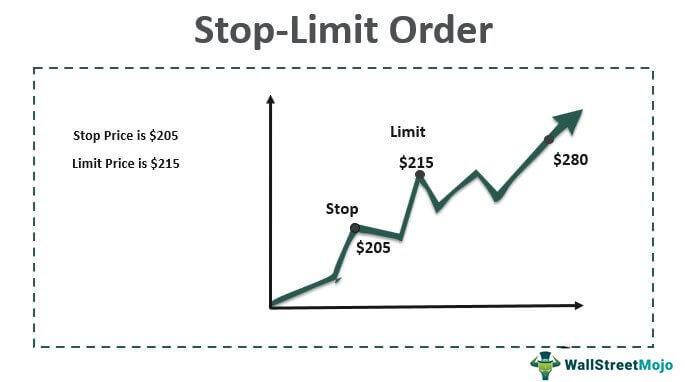 Stop-Limit Order
Stop Price is $205
Limit Price is $215
Limit
$215
$280
Stop
$205
WallStreetMojo